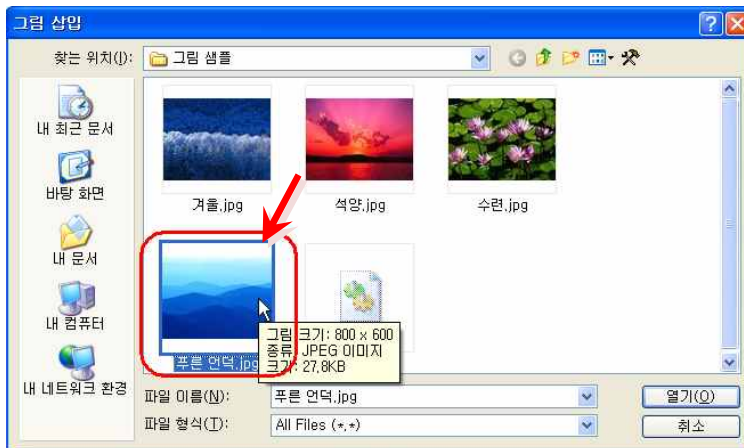 그림 삽입
찾는 위치(I):
그림 샘플
내 최근 문서
바탕 화면
내 문서
내 컴퓨터
내 네트워크 환경
겨울.jpg
석양.jpg
수련.jpg
푸른 언덕.jpg
그림 크기: 800 x 600
종류: JPEG 이미지
크기: 27.8KB
파일 이름(N):
푸른 언덕.jpg
열기(O)
파일 형식(T):
All Files (*.*)
취소